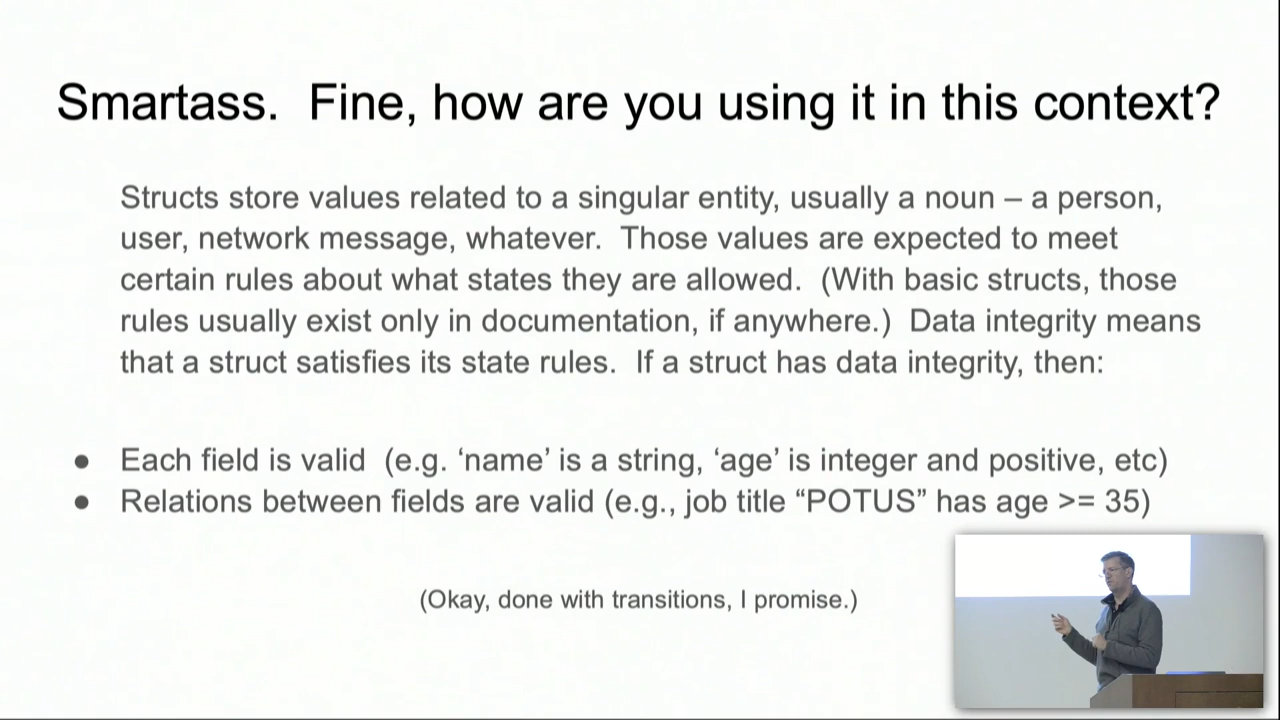 Smartass.  Fine, how are you using it in this context?
Structs store values related to a singular entity, usually a noun – a person,
user, network message, whatever.  Those values are expected to meet
certain rules about what states they are allowed.  (With basic structs, those
rules usually exist only in documentation, if anywhere.)  Data integrity means
that a struct satisfies its state rules.  If a struct has data integrity, then:
● Each field is valid  (e.g. ‘name’ is a string, ‘age’ is integer and positive, etc)
● Relations between fields are valid (e.g., job title “POTUS” has age >= 35)
(Okay, done with transitions, I promise.)